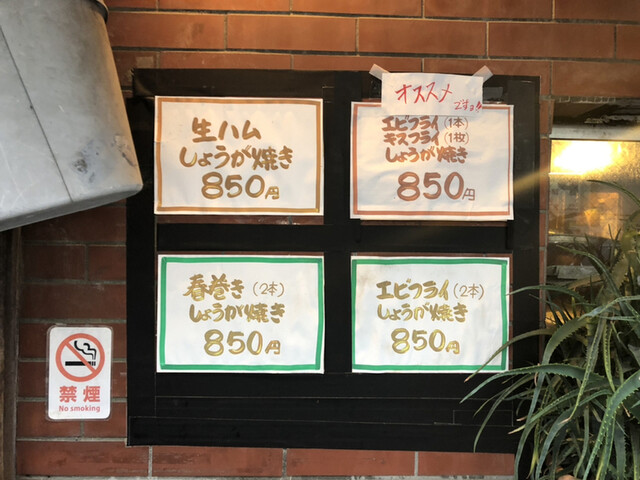 生ハム
しょうが焼き
850円
オススメ
です!!
エビフライ(1本)
キスフライ(1枚)
しょうが焼き
850円
春巻き(2本)
しょうが焼き
850円
エビフライ(2本)
しょうが焼き
850円
禁煙
No smoking